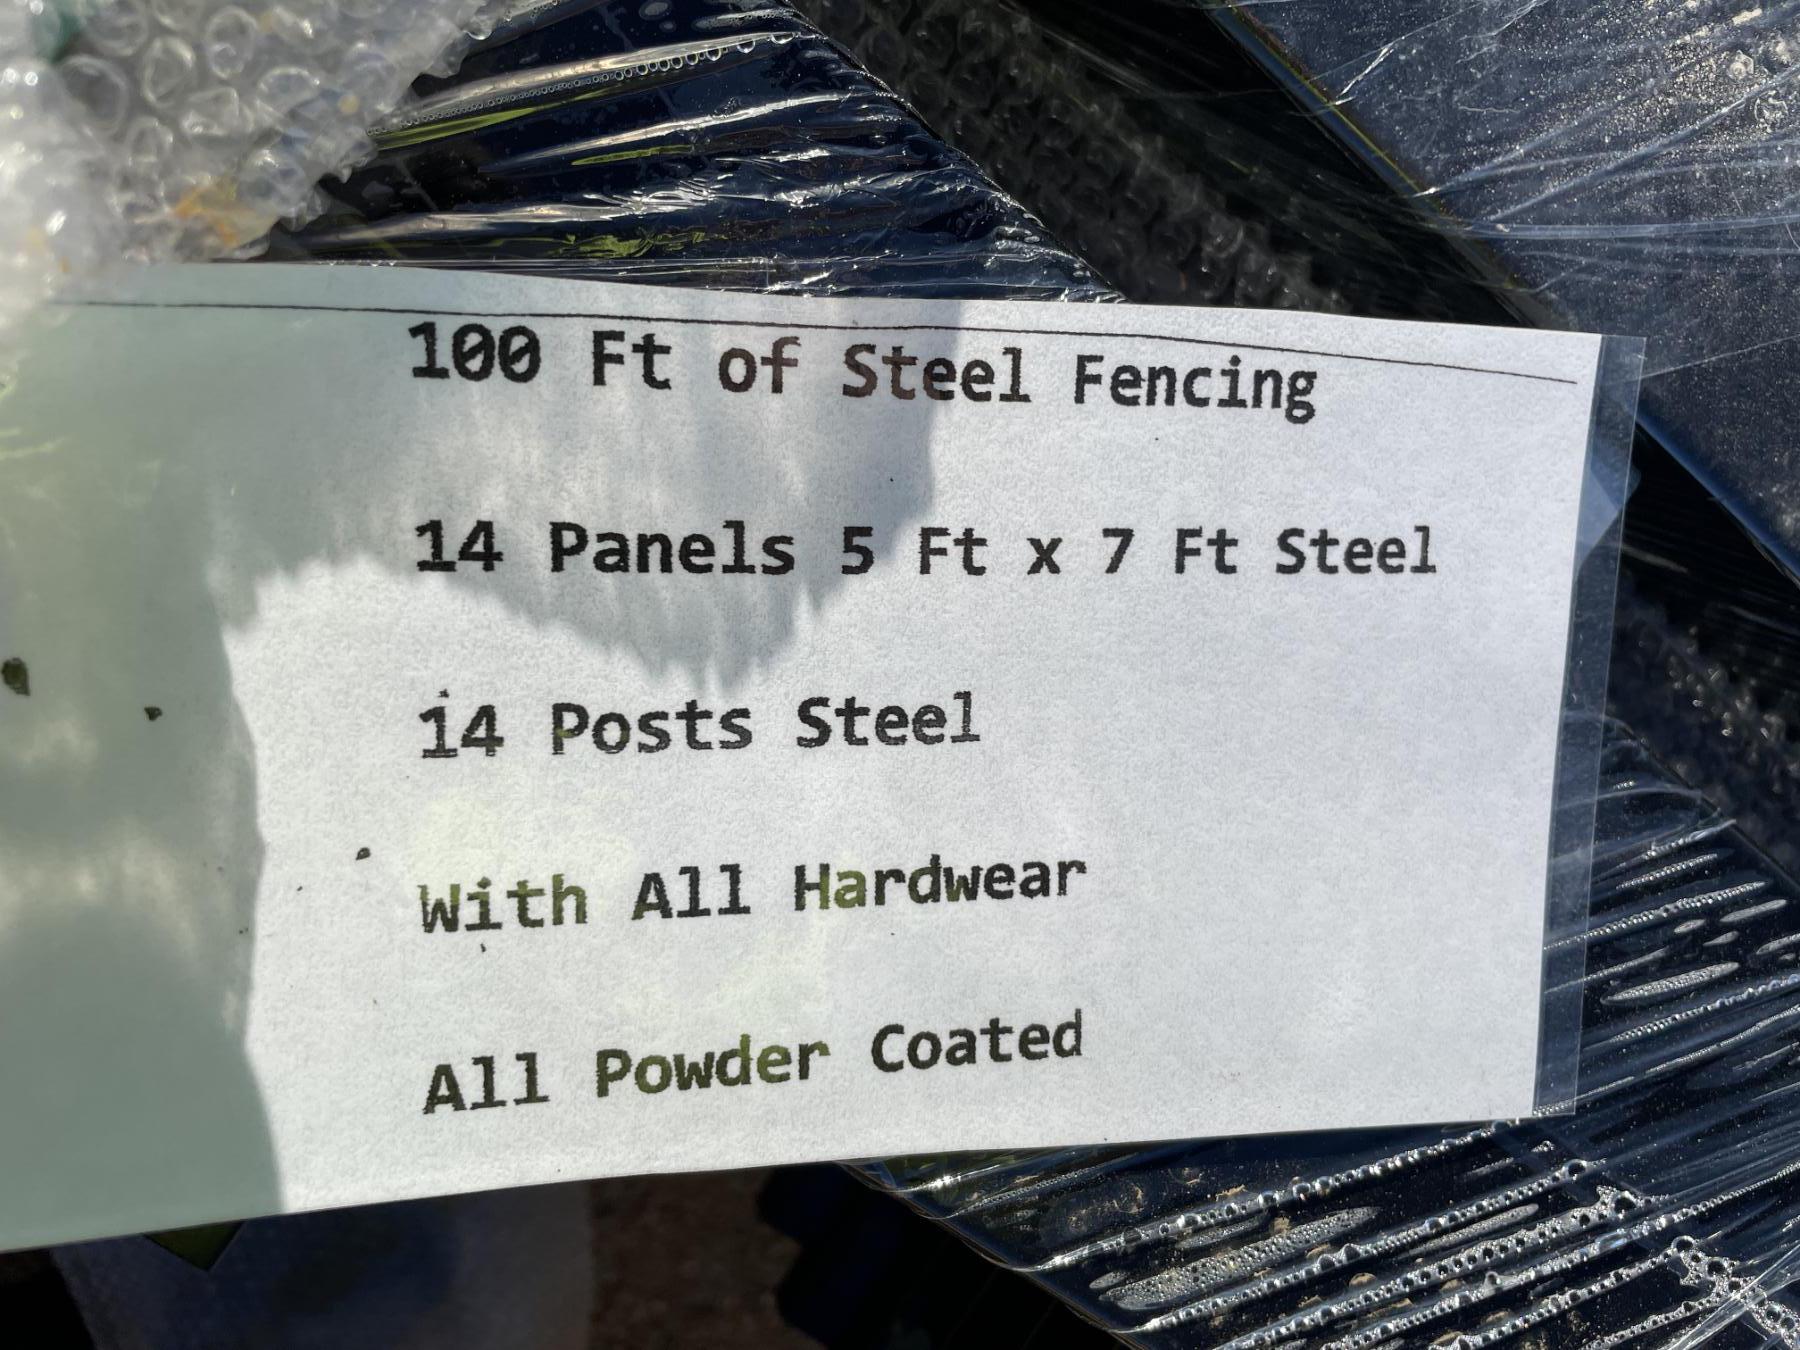 100 Ft of Steel Fencing
14 Panels 5 Ft x 7 Ft Steel
14 Posts Steel
With All Hardwear
All Powder Coated